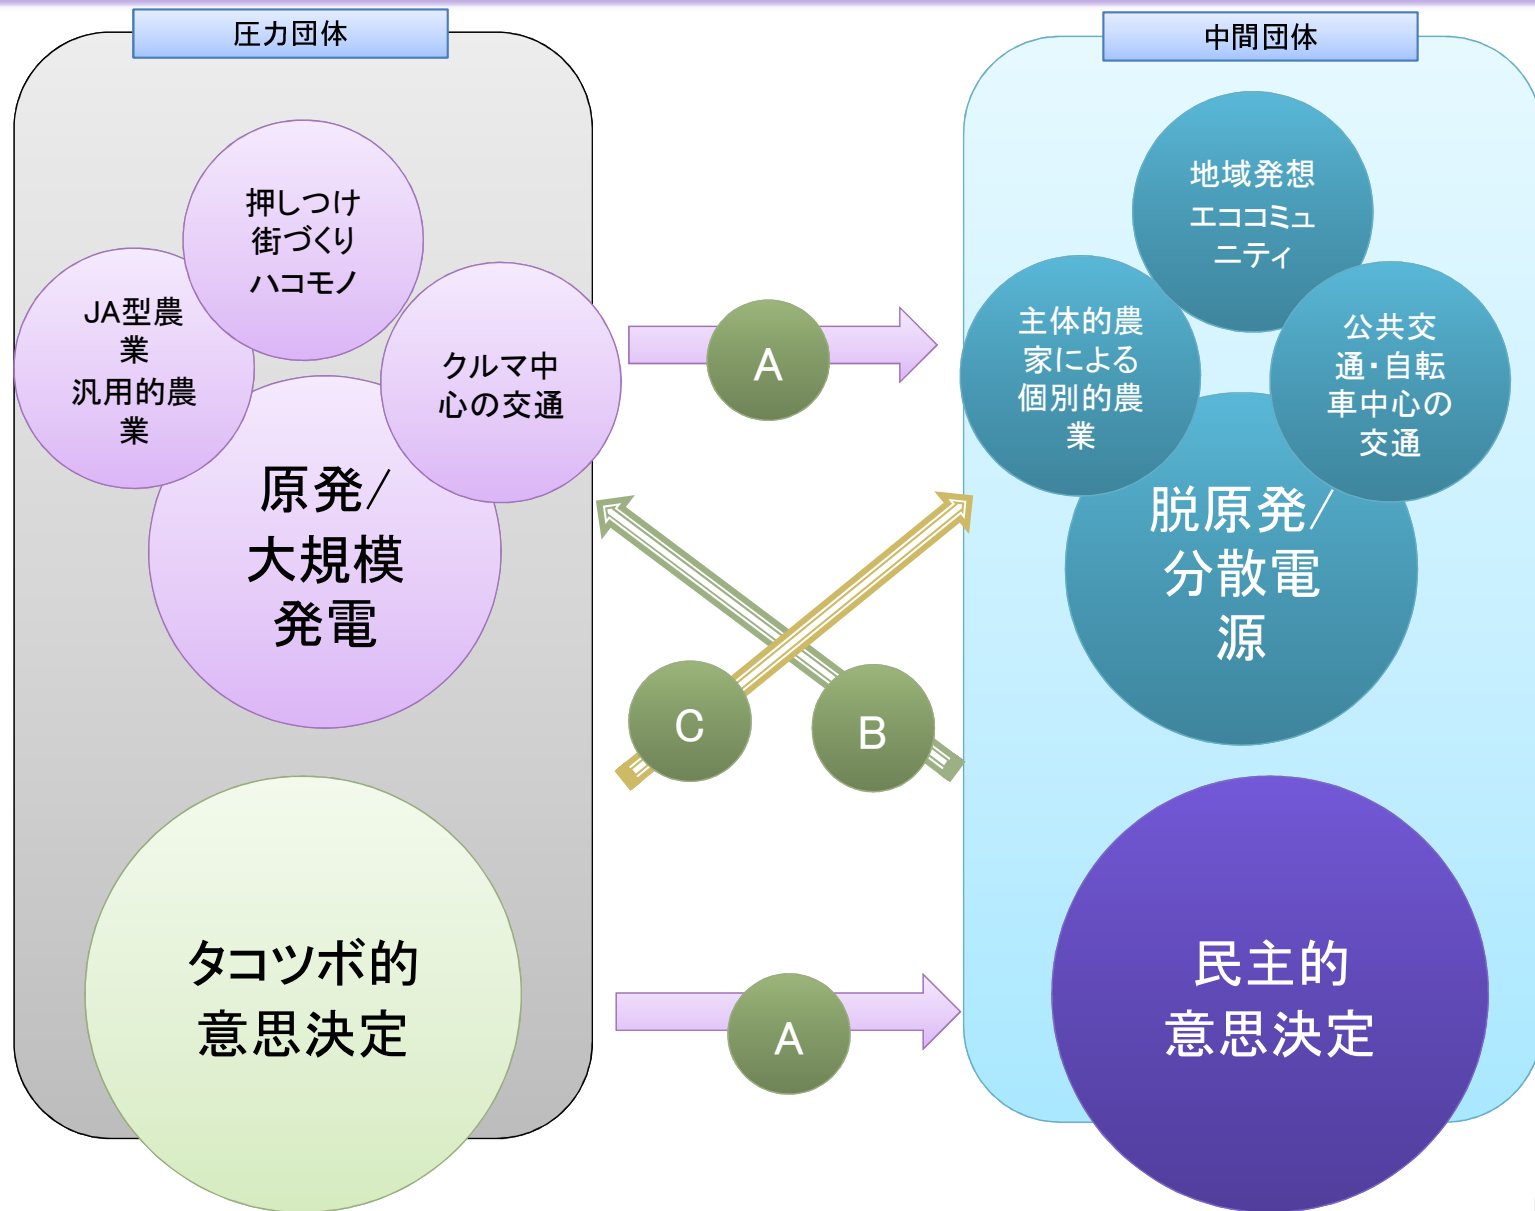 圧力団体
押しつけ
街づくり
ハコモノ
JA型農
業
汎用的農
業
クルマ中
心の交通
原発/
大規模
発電
タコツボ的
意思決定
A
C
B
A
中間団体
地域発想
エココミュ
ニティ
主体的農
家による
個別的農
業
公共交
通・自転
車中心の
交通
脱原発/
分散電
源
民主的
意思決定